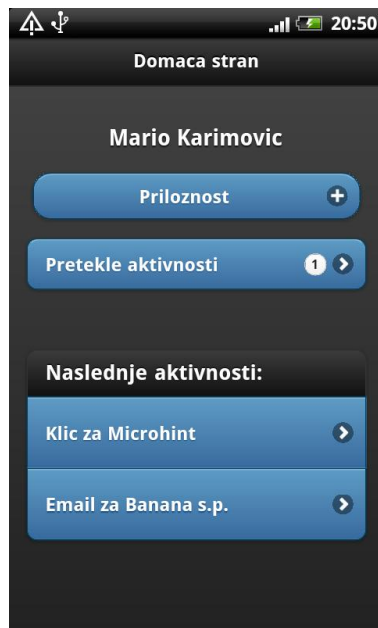 20:50
Domaca stran
Mario Karimovic
Priloznost
Pretekle aktivnosti 1
Naslednje aktivnosti:
Klic za Microhint
Email za Banana s.p.